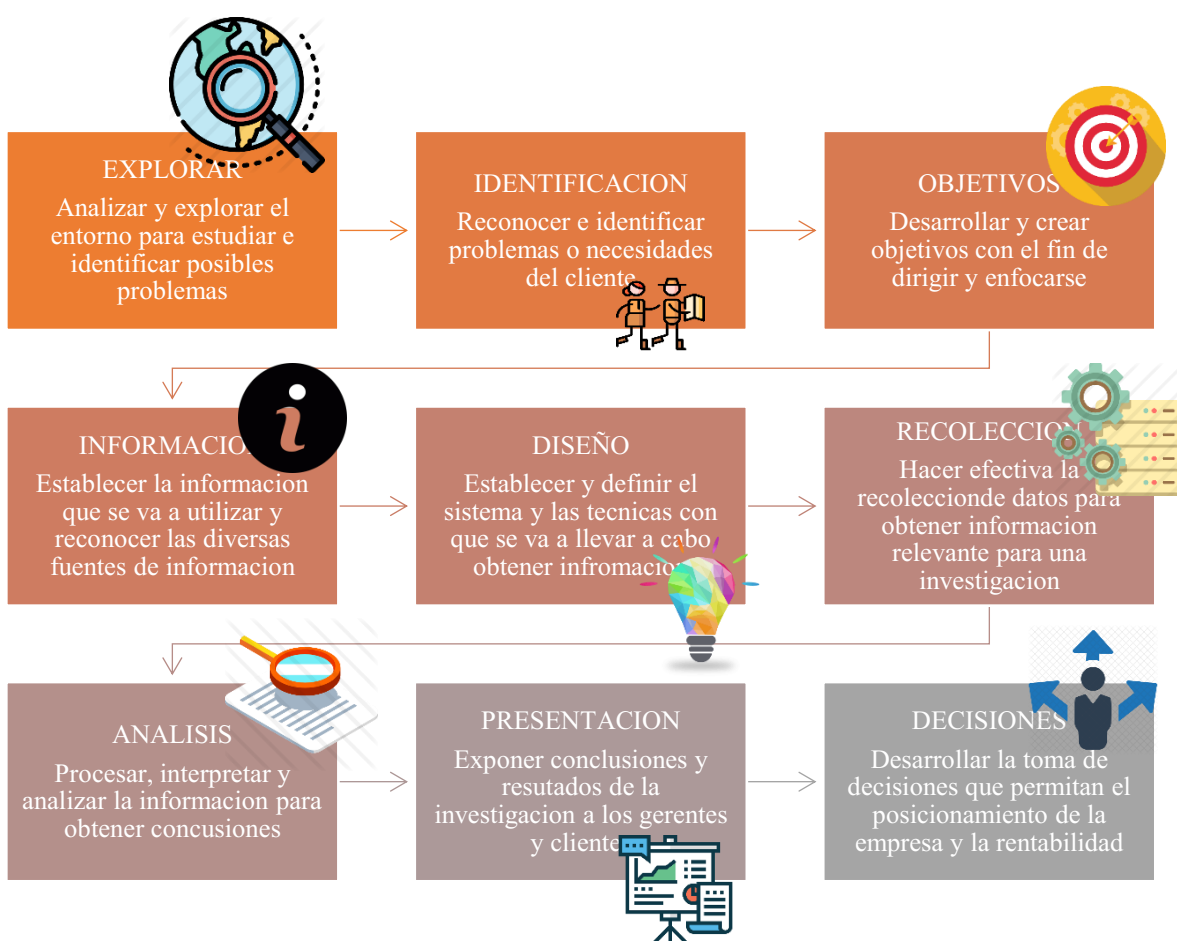 EXPLORAR
Analizar y explorar el
entorno para estudiar e
identificar posibles
problemas
IDENTIFICACION
Reconocer e identificar
problemas o necesidades
del cliente
OBJETIVOS
Desarrollar y crear
objetivos con el fin de
dirigir y enfocarse
INFORMACION
Establecer la informacion
que se va a utilizar y
reconocer las diversas
fuentes de informacion
DISEÑO
Establecer y definir el
sistema y las tecnicas con
que se va a llevar a cabo
obtener infromacion
RECOLECCION
Hacer efectiva la
recoleccionde datos para
obtener informacion
relevante para una
investigacion
ANALISIS
Procesar, interpretar y
analizar la informacion para
obtener concusiones
PRESENTACION
Exponer conclusiones y
resutados de la
investigacion a los gerentes
y cliente
DECISIONES
Desarrollar la toma de
decisiones que permitan el
posicionamiento de la
empresa y la rentabilidad